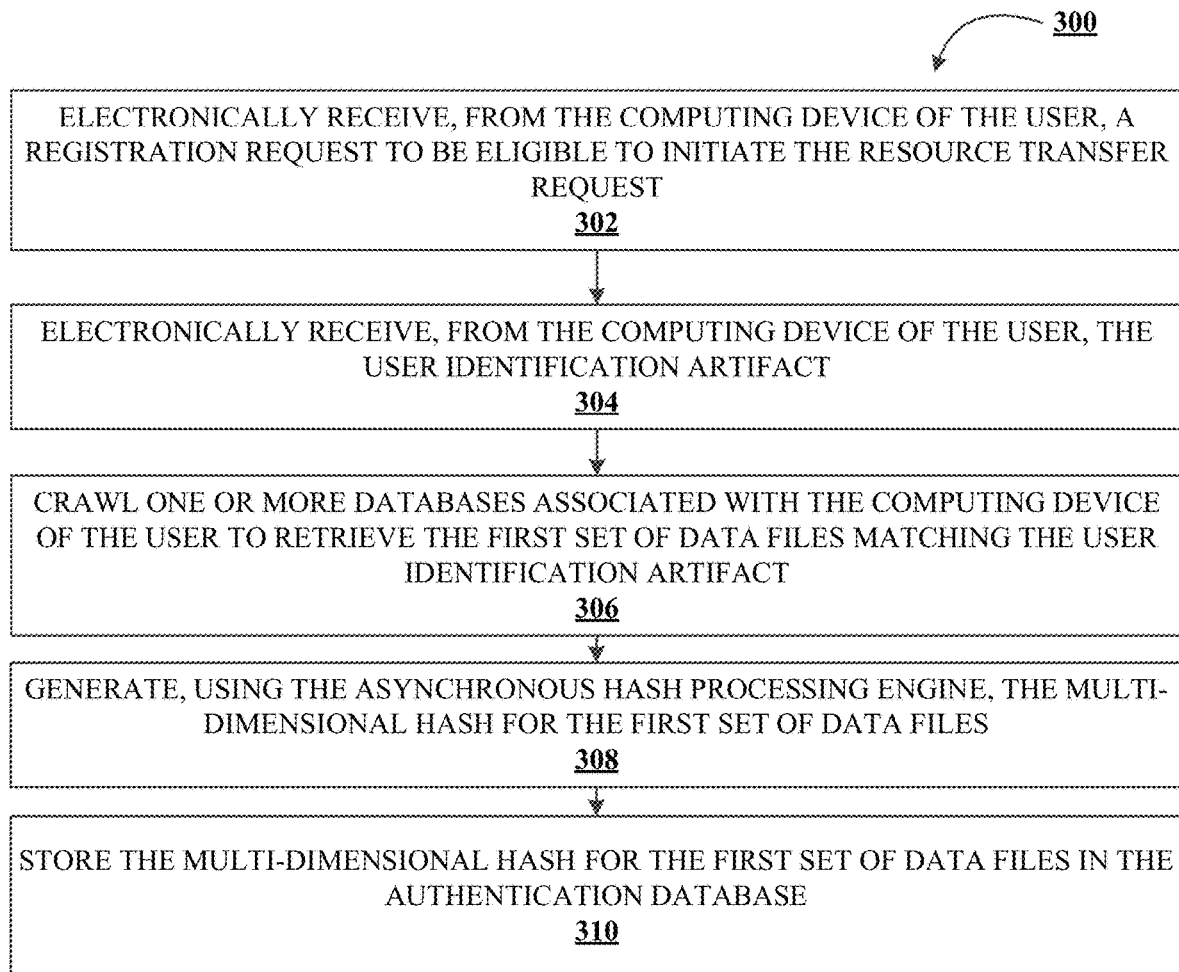 300
ELECTRONICALLY RECEIVE, FROM THE COMPUTING DEVICE OF THE USER, A
REGISTRATION REQUEST TO BE ELIGIBLE TO INITIATE THE RESOURCE TRANSFER
REQUEST
302
ELECTRONICALLY RECEIVE, FROM THE COMPUTING DEVICE OF THE USER, THE
USER IDENTIFICATION ARTIFACT
304
CRAWL ONE OR MORE DATABASES ASSOCIATED WITH THE COMPUTING DEVICE
OF THE USER TO RETRIEVE THE FIRST SET OF DATA FILES MATCHING THE USER
IDENTIFICATION ARTIFACT
306
GENERATE, USING THE ASYNCHRONOUS HASH PROCESSING ENGINE, THE MULTI-
DIMENSIONAL HASH FOR THE FIRST SET OF DATA FILES
308
STORE THE MULTI-DIMENSIONAL HASH FOR THE FIRST SET OF DATA FILES IN THE
AUTHENTICATION DATABASE
310